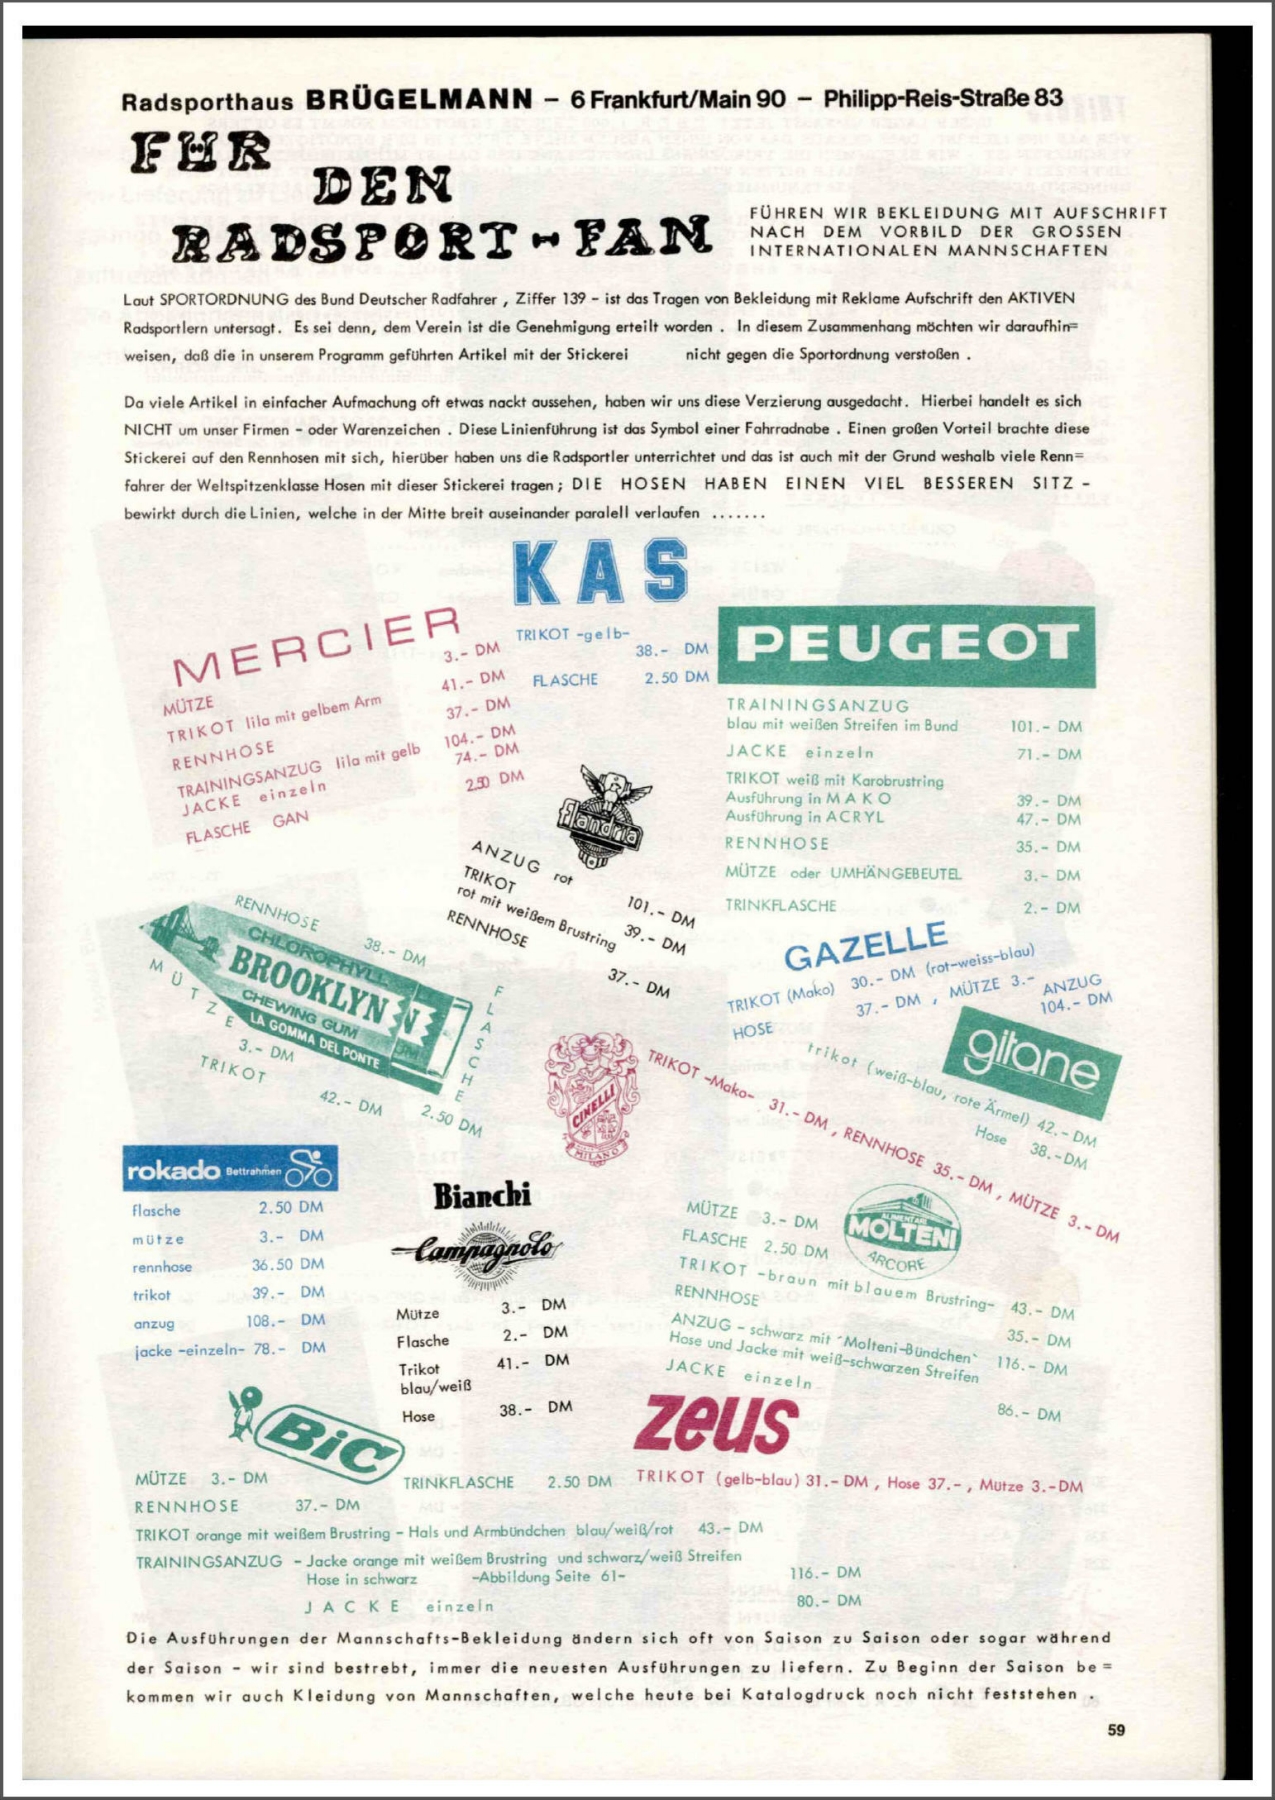 Radsporthaus BRÜGELMANN – 6 Frankfurt/Main 90 – Philipp-Reis-Straße 83
FÜR
DEN
RADSPORT-FAN
FÜHREN WIR BEKLEIDUNG MIT AUFSCHRIFT
NACH DEM VORBILD DER GROSSEN
INTERNATIONALEN MANNSCHAFTEN
Laut SPORTORDNUNG des Bund Deutscher Radfahrer , Ziffer 139 - ist das Tragen von Bekleidung mit Reklame Aufschrift den AKTIVEN
Radsportlern untersagt. Es sei denn, dem Verein ist die Genehmigung erteilt worden . In diesem Zusammenhang möchten wir daraufhin=
weisen, daß die in unserem Programm geführten Artikel mit der Stickerei nicht gegen die Sportordnung verstoßen .
Da viele Artikel in einfacher Aufmachung oft etwas nackt aussehen, haben wir uns diese Verzierung ausgedacht. Hierbei handelt es sich
NICHT um unser Firmen - oder Warenzeichen . Diese Linienführung ist das Symbol einer Fahrradnabe . Einen großen Vorteil brachte diese
Stickerei auf den Rennhosen mit sich, hierüber haben uns die Radsportler unterrichtet und das ist auch mit der Grund weshalb viele Renn=
fahrer der Weltspitzenklasse Hosen mit dieser Stickerei tragen ; DIE HOSEN HABEN EINEN VIEL BESSEREN SITZ -
bewirkt durch die Linien, welche in der Mitte breit auseinander paralell verlaufen .......
KAS
TRIKOT -gelb- 38.- DM
FLASCHE 2.50 DM
MERCIER
MÜTZE 3.- DM
TRIKOT lila mit gelbem Arm 41.- DM
RENNHOSE 37.- DM
TRAININGSANZUG lila mit gelb 104.- DM
JACKE einzeln 74.- DM
FLASCHE GAN 2.50 DM
PEUGEOT
TRAININGSANZUG
blau mit weißen Streifen im Bund 101.- DM
JACKE einzeln 71.- DM
TRIKOT weiß mit Karobrustring
Ausführung in MAKO 39.- DM
Ausführung in ACRYL 47.- DM
RENNHOSE 35.- DM
MÜTZE oder UMHÄNGEBEUTEL 3.- DM
TRINKFLASCHE 2.- DM
flandria
ANZUG rot 101.- DM
TRIKOT
rot mit weißem Brustring 39.- DM
RENNHOSE 37.- DM
RENNHOSE 38.- DM
CHLOROPHYLL
BROOKLYN
CHEWING GUM
LA GOMMA DEL PONTE
MÜTZE
3.- DM
TRIKOT 42.- DM
FLASCHE
2.50 DM
GAZELLE
TRIKOT (Mako) 30.- DM (rot-weiss-blau)
HOSE 37.- DM , MÜTZE 3.- ANZUG
104.- DM
gitane
trikot (weiß-blau, rote Ärmel) 42.- DM
Hose 38.-DM
CINELLI
MILANO
TRIKOT -Mako- 31.- DM , RENNHOSE 35.- DM , MÜTZE 3.- DM
rokado Bettrahmen
flasche 2.50 DM
mütze 3.- DM
rennhose 36.50 DM
trikot 39.- DM
anzug 108.- DM
jacke -einzeln- 78.- DM
Bianchi
Campagnolo
Mütze 3.- DM
Flasche 2.- DM
Trikot 41.- DM
blau/weiß
Hose 38.- DM
ALIMENTARI
MOLTENI
ARCORE
MÜTZE 3.- DM
FLASCHE 2.50 DM
TRIKOT -braun mit blauem Brustring- 43.- DM
RENNHOSE 35.- DM
ANZUG - schwarz mit ´Molteni-Bündchen`
Hose und Jacke mit weiß-schwarzen Streifen 116.- DM
JACKE einzeln 86.- DM
BiC
MÜTZE 3.- DM TRINKFLASCHE 2.50 DM
RENNHOSE 37.- DM
TRIKOT orange mit weißem Brustring - Hals und Armbündchen blau/weiß/rot 43.- DM
TRAININGSANZUG - Jacke orange mit weißem Brustring und schwarz/weiß Streifen
Hose in schwarz -Abbildung Seite 61- 116.- DM
JACKE einzeln 80.- DM
zeus
TRIKOT (gelb-blau) 31.- DM , Hose 37.- , Mütze 3.-DM
Die Ausführungen der Mannschafts-Bekleidung ändern sich oft von Saison zu Saison oder sogar während
der Saison - wir sind bestrebt, immer die neuesten Ausführungen zu liefern. Zu Beginn der Saison be=
kommen wir auch Kleidung von Mannschaften, welche heute bei Katalogdruck noch nicht feststehen .
59